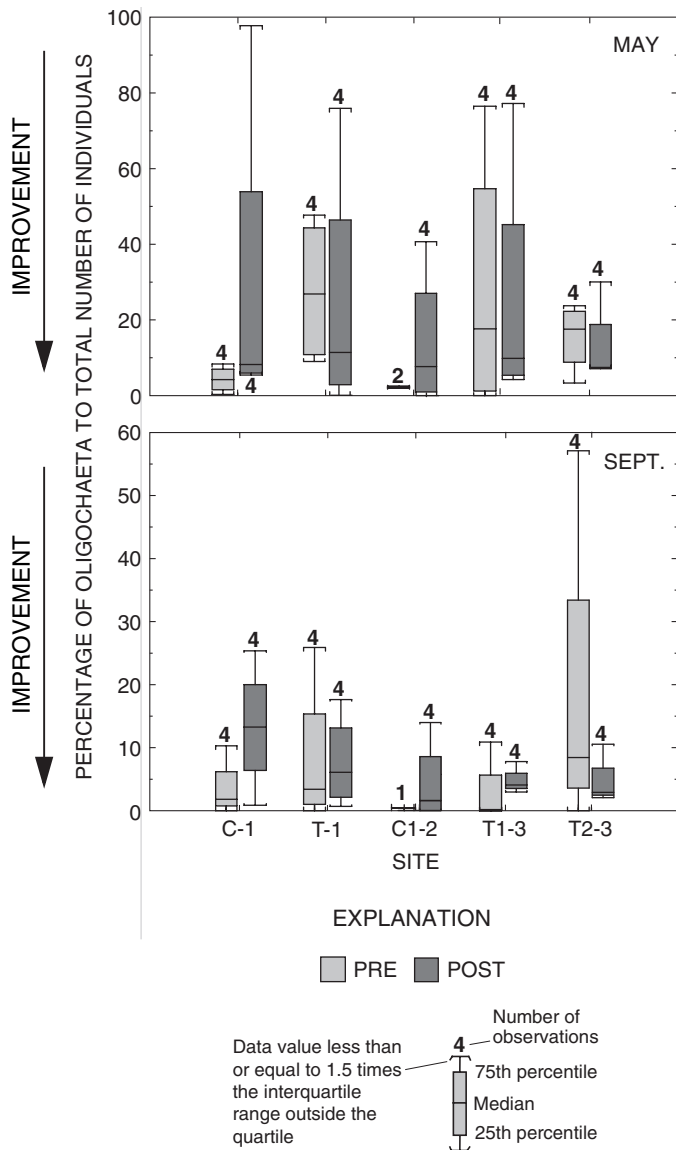 IMPROVEMENT
IMPROVEMENT
PERCENTAGE OF OLIGOCHAETA TO TOTAL NUMBER OF INDIVIDUALS
MAY
100
80
60
40
20
0
4
4
4
4
2
4
4
4
4
4
SEPT.
60
50
40
30
20
10
0
4
4
4
4
1
4
4
4
4
4
C-1 T-1 C1-2 T1-3 T2-3
SITE
EXPLANATION
PRE POST
Data value less than
or equal to 1.5 times
the interquartile
range outside the
quartile
Number of
observations
4
75th percentile
Median
25th percentile